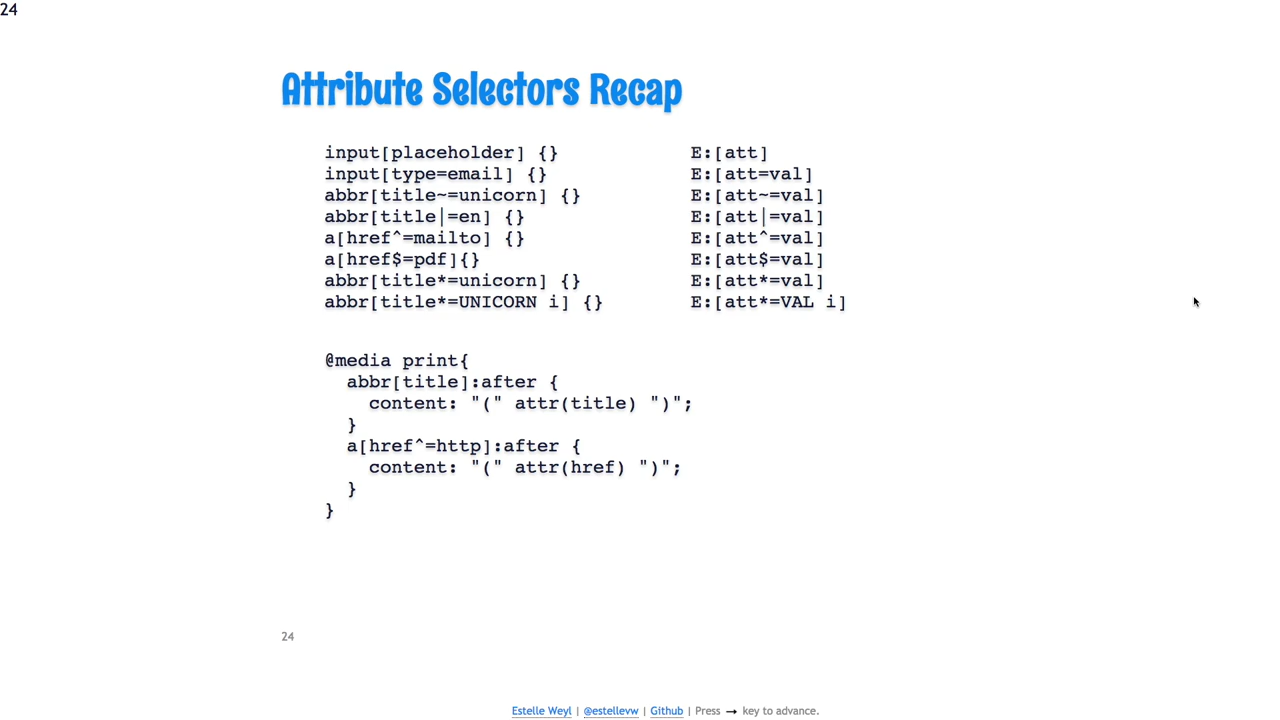 24
Attribute Selectors Recap
input[placeholder] {} E:[att]
input[type=email] {} E:[att=val]
abbr[title~=unicorn] {} E:[att~=val]
abbr[title|=en] {} E:[att|=val]
a[href^=mailto] {} E:[att^=val]
a[href$=pdf]{} E:[att$=val]
abbr[title*=unicorn] {} E:[att*=val]
abbr[title*=UNICORN i] {} E:[att*=VAL i]
@media print{
abbr[title]:after {
content: "(" attr(title) ")";
}
a[href^=http]:after {
content: "(" attr(href) ")";
}
}
24
Estelle Weyl | @estellevw | Github | Press → key to advance.